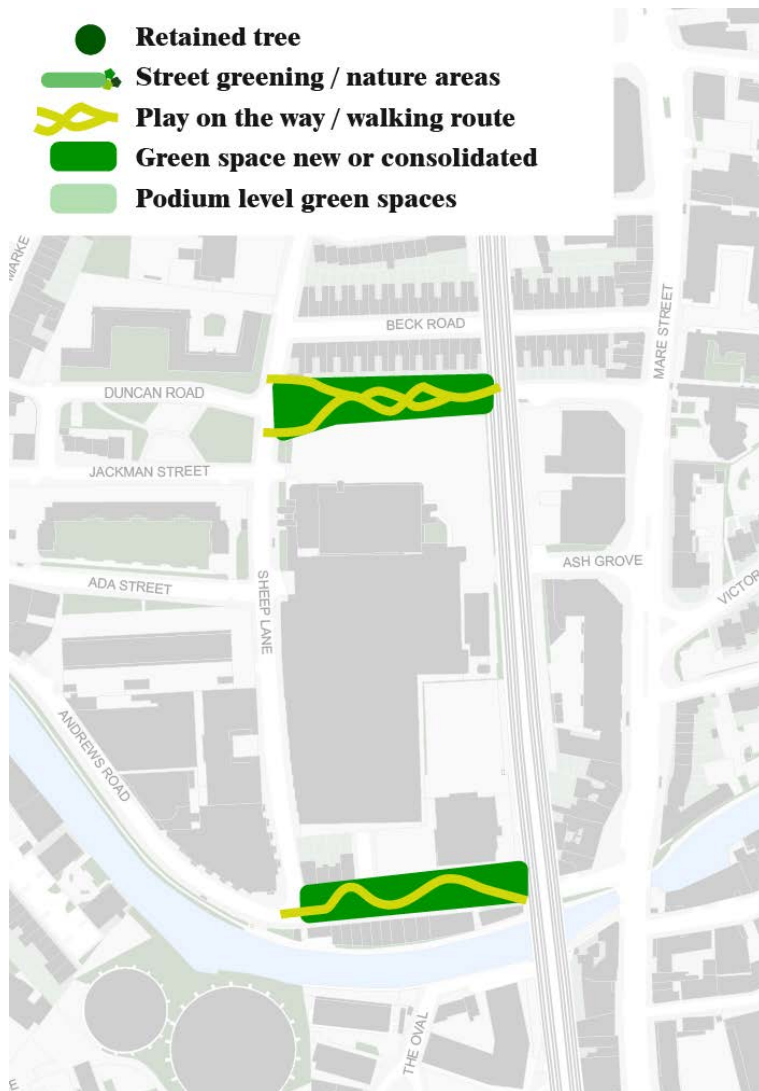 Retained tree
Street greening / nature areas
Play on the way / walking route
Green space new or consolidated
Podium level green spaces
MARKE
BECK ROAD
MARE STREET
DUNCAN ROAD
JACKMAN STREET
ASH GROVE
ADA STREET
SHEEP LANE
VICTOR
ANDREWS ROAD
THE OVAL
E